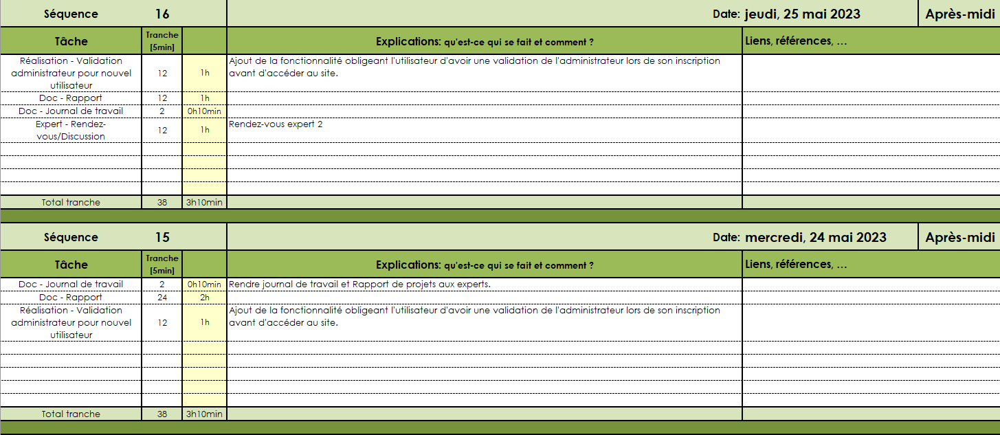 Séquence 16 Date: jeudi, 25 mai 2023 Après-midi
Tâche Tranche [5min] Explications: qu'est-ce qui se fait et comment ? Liens, références, …
Réalisation - Validation administrateur pour nouvel utilisateur 12 1h Ajout de la fonctionnalité obligeant l'utilisateur d'avoir une validation de l'administrateur lors de son inscription avant d'accéder au site.
Doc - Rapport 12 1h
Doc - Journal de travail 2 0h10min
Expert - Rendez-vous/Discussion 12 1h Rendez-vous expert 2
Total tranche 38 3h10min
Séquence 15 Date: mercredi, 24 mai 2023 Après-midi
Tâche Tranche [5min] Explications: qu'est-ce qui se fait et comment ? Liens, références, …
Doc - Journal de travail 2 0h10min Rendre journal de travail et Rapport de projets aux experts.
Doc - Rapport 24 2h
Réalisation - Validation administrateur pour nouvel utilisateur 12 1h Ajout de la fonctionnalité obligeant l'utilisateur d'avoir une validation de l'administrateur lors de son inscription avant d'accéder au site.
Total tranche 38 3h10min